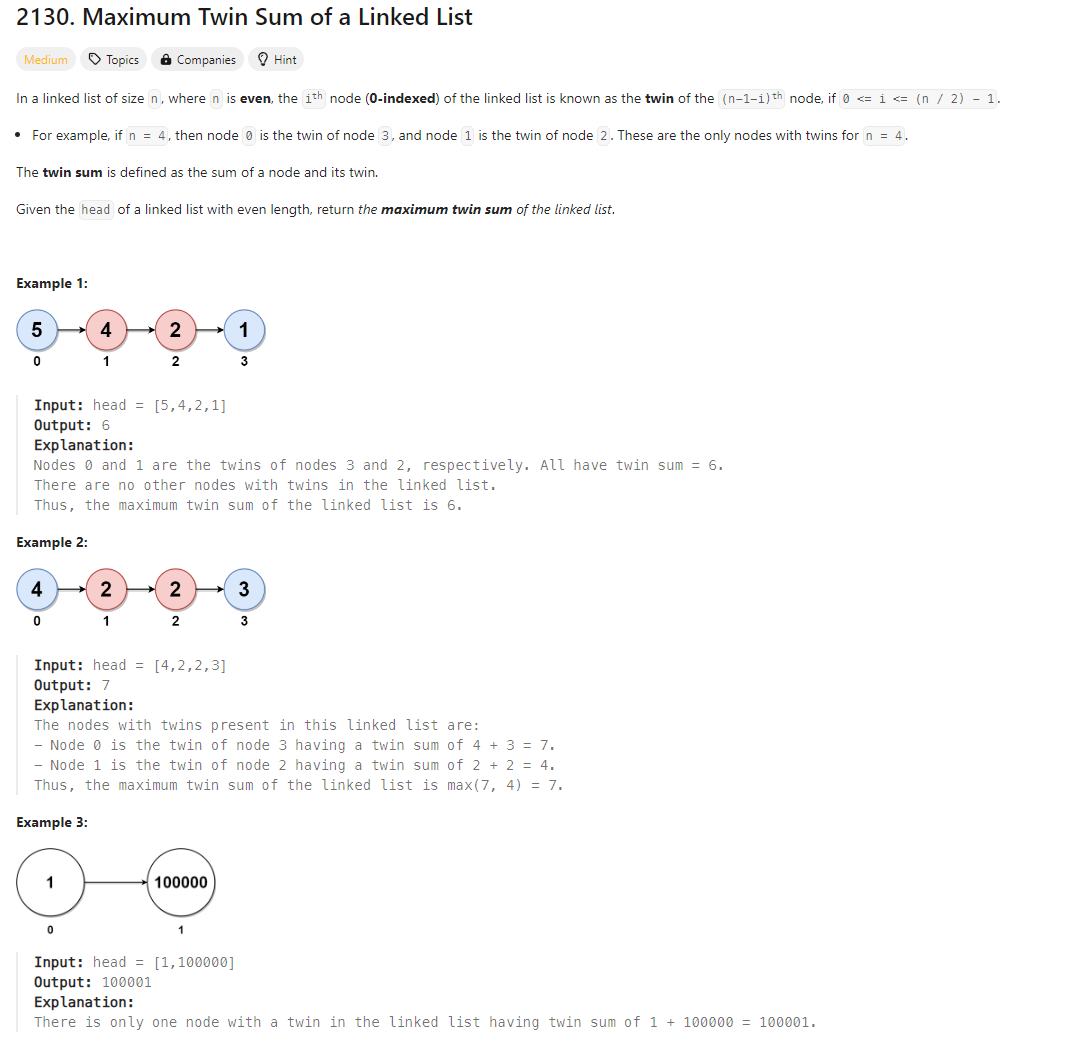 2130. Maximum Twin Sum of a Linked List
Medium Topics Companies Hint
In a linked list of size n, where n is even, the ith node (0-indexed) of the linked list is known as the twin of the (n-1-i)th node, if 0 <= i <= (n / 2) - 1.
• For example, if n = 4, then node 0 is the twin of node 3, and node 1 is the twin of node 2. These are the only nodes with twins for n = 4.
The twin sum is defined as the sum of a node and its twin.
Given the head of a linked list with even length, return the maximum twin sum of the linked list.
Example 1:
5 4 2 1
0 1 2 3
Input: head = [5,4,2,1]
Output: 6
Explanation:
Nodes 0 and 1 are the twins of nodes 3 and 2, respectively. All have twin sum = 6.
There are no other nodes with twins in the linked list.
Thus, the maximum twin sum of the linked list is 6.
Example 2:
4 2 2 3
0 1 2 3
Input: head = [4,2,2,3]
Output: 7
Explanation:
The nodes with twins present in this linked list are:
- Node 0 is the twin of node 3 having a twin sum of 4 + 3 = 7.
- Node 1 is the twin of node 2 having a twin sum of 2 + 2 = 4.
Thus, the maximum twin sum of the linked list is max(7, 4) = 7.
Example 3:
1 100000
0 1
Input: head = [1,100000]
Output: 100001
Explanation:
There is only one node with a twin in the linked list having twin sum of 1 + 100000 = 100001.